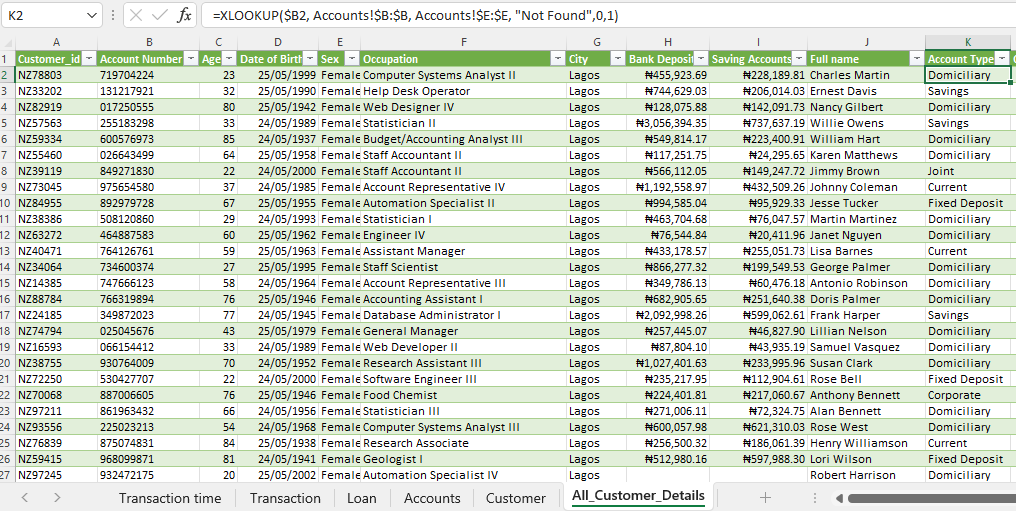 K2 fx =XLOOKUP($B2, Accounts!$B:$B, Accounts!$E:$E, "Not Found",0,1)
A B C D E F G H I J K
1 Customer_id Account Number Age Date of Birth Sex Occupation City Bank Deposit Saving Accounts Full name Account Type
2 NZ78803 719704224 23 25/05/1999 Female Computer Systems Analyst II Lagos ₦455,923.69 ₦228,189.81 Charles Martin Domiciliary
3 NZ33202 131217921 32 25/05/1990 Female Help Desk Operator Lagos ₦744,629.03 ₦206,014.03 Ernest Davis Savings
4 NZ82919 017250555 80 25/05/1942 Female Web Designer IV Lagos ₦128,075.88 ₦142,091.73 Nancy Gilbert Domiciliary
5 NZ57563 255183298 33 24/05/1989 Female Statistician II Lagos ₦3,056,394.35 ₦737,637.19 Willie Owens Savings
6 NZ59334 600576973 85 24/05/1937 Female Budget/Accounting Analyst III Lagos ₦549,814.17 ₦223,400.91 William Hart Domiciliary
7 NZ55460 026643499 64 25/05/1958 Female Staff Accountant II Lagos ₦117,251.75 ₦24,295.65 Karen Matthews Domiciliary
8 NZ39119 849271830 22 24/05/2000 Female Staff Accountant II Lagos ₦566,112.05 ₦149,247.72 Jimmy Brown Joint
9 NZ73045 975654580 37 24/05/1985 Female Account Representative IV Lagos ₦1,192,558.97 ₦432,509.26 Johnny Coleman Current
10 NZ84955 892979728 67 25/05/1955 Female Automation Specialist II Lagos ₦994,585.04 ₦95,929.33 Jesse Tucker Fixed Deposit
11 NZ38386 508120860 29 24/05/1993 Female Statistician I Lagos ₦463,704.68 ₦76,047.57 Martin Martinez Domiciliary
12 NZ63272 464887583 60 25/05/1962 Female Engineer IV Lagos ₦76,544.84 ₦20,411.96 Janet Nguyen Domiciliary
13 NZ40471 764126761 59 25/05/1963 Female Assistant Manager Lagos ₦433,178.57 ₦255,051.73 Lisa Barnes Current
14 NZ34064 734600374 27 25/05/1995 Female Staff Scientist Lagos ₦866,277.32 ₦199,549.53 George Palmer Domiciliary
15 NZ14385 747666123 58 24/05/1964 Female Account Representative III Lagos ₦349,786.13 ₦60,476.18 Antonio Robinson Domiciliary
16 NZ88784 766319894 76 25/05/1946 Female Accounting Assistant I Lagos ₦682,905.65 ₦251,640.38 Doris Palmer Domiciliary
17 NZ24185 349872023 77 24/05/1945 Female Database Administrator I Lagos ₦2,092,998.26 ₦599,062.61 Frank Harper Savings
18 NZ74794 025045676 43 25/05/1979 Female General Manager Lagos ₦257,445.07 ₦46,827.90 Lillian Nelson Domiciliary
19 NZ16593 066154412 33 24/05/1989 Female Web Developer II Lagos ₦87,804.10 ₦43,935.19 Samuel Vasquez Domiciliary
20 NZ38755 930764009 70 24/05/1952 Female Research Assistant III Lagos ₦1,027,401.63 ₦233,995.96 Susan Clark Domiciliary
21 NZ72250 530427707 22 24/05/2000 Female Software Engineer III Lagos ₦235,217.95 ₦112,904.61 Rose Bell Fixed Deposit
22 NZ70068 887006605 76 25/05/1946 Female Food Chemist Lagos ₦224,401.81 ₦217,060.67 Anthony Bennett Corporate
23 NZ97211 861963432 66 24/05/1956 Female Statistician III Lagos ₦271,006.11 ₦72,324.75 Alan Bennett Domiciliary
24 NZ93556 225023213 54 24/05/1968 Female Computer Systems Analyst III Lagos ₦600,057.98 ₦621,310.03 Rose West Domiciliary
25 NZ76839 875074831 84 25/05/1938 Female Research Associate Lagos ₦256,500.32 ₦186,061.39 Henry Williamson Current
26 NZ59415 968099871 81 24/05/1941 Female Geologist I Lagos ₦512,980.16 ₦597,988.30 Lori Wilson Fixed Deposit
27 NZ97245 932472175 20 25/05/2002 Female Automation Specialist IV Lagos Robert Harrison Domiciliary
Transaction time Transaction Loan Accounts Customer All_Customer_Details